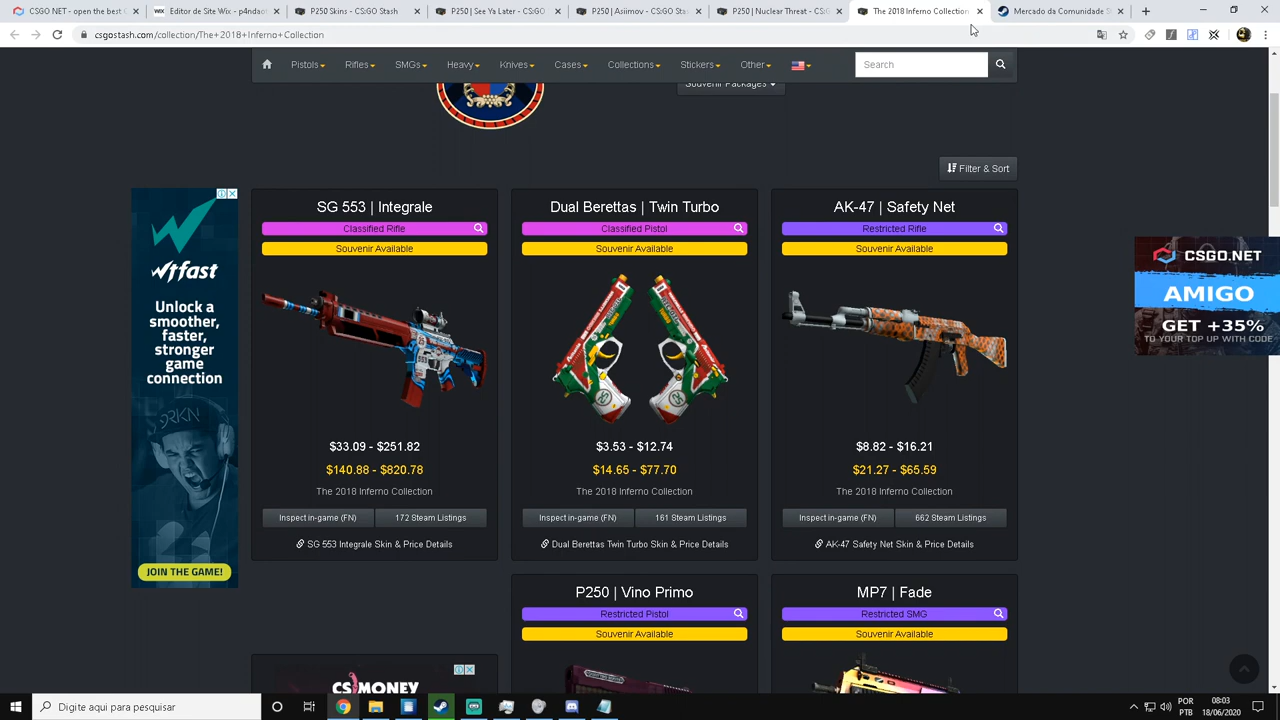 CSGO.NET - open the best C
Editor de Site Wix - p4ndaof
P250 Skins - CS:GO Stash
P250 | See Ya Later - CS:GO
P250 | Asiimov - CS:GO Sta
P250 | Nuclear Threat - CS:G
The 2018 Inferno Collection
Mercado da Comunidade S
csgostash.com/collection/The+2018+Inferno+Collection
Pistols Rifles SMGs Heavy Knives Cases Collections Stickers Other Search
Souvenir Packages
Filter & Sort
SG 553 | Integrale
Classified Rifle
Souvenir Available
$33.09 - $251.82
$140.88 - $820.78
The 2018 Inferno Collection
Inspect in-game (FN) 172 Steam Listings
SG 553 Integrale Skin & Price Details
Dual Berettas | Twin Turbo
Classified Pistol
Souvenir Available
$3.53 - $12.74
$14.65 - $77.70
The 2018 Inferno Collection
Inspect in-game (FN) 161 Steam Listings
Dual Berettas Twin Turbo Skin & Price Details
AK-47 | Safety Net
Restricted Rifle
Souvenir Available
$8.82 - $16.21
$21.27 - $65.59
The 2018 Inferno Collection
Inspect in-game (FN) 662 Steam Listings
AK-47 Safety Net Skin & Price Details
P250 | Vino Primo
Restricted Pistol
Souvenir Available
MP7 | Fade
Restricted SMG
Souvenir Available
wtfast
Unlock a
smoother,
faster,
stronger
game
connection
DRKN
JOIN THE GAME!
CS.MONEY
CSGO.NET
AMIGO
GET +35%
TO YOUR TOP UP WITH CODE
Digite aqui para pesquisar
POR
PTB
08:03
18/06/2020